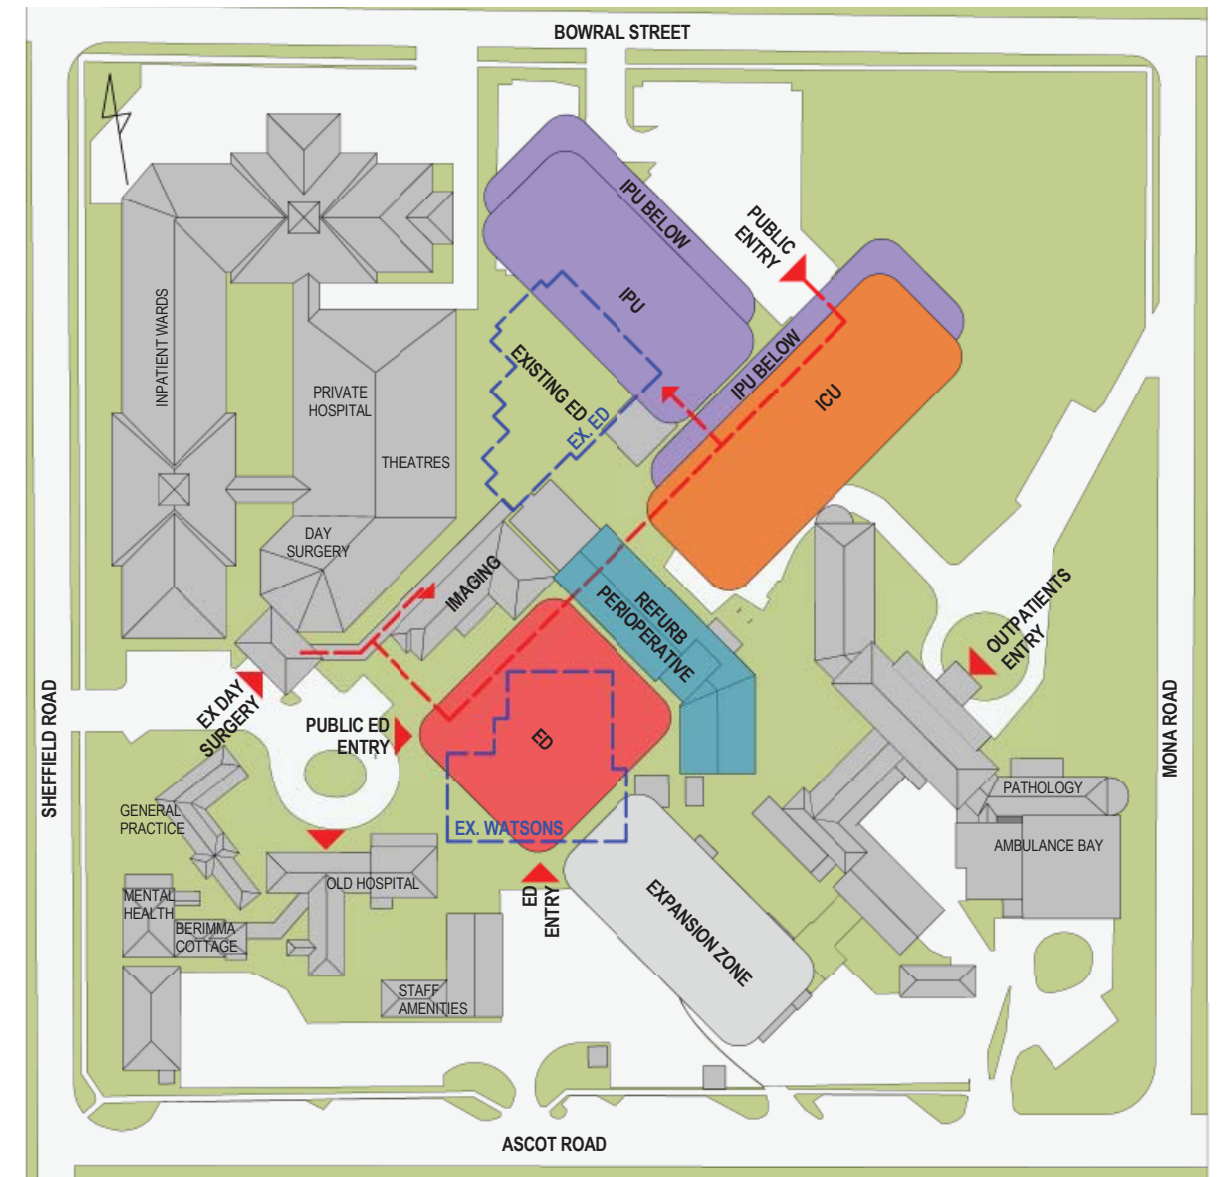 BOWRAL STREET
IPU BELOW
PUBLIC
ENTRY
IPU
INPATIENT WARDS
EXISTING ED
IPU BELOW
PRIVATE
HOSPITAL
ICU
EX. ED
THEATRES
DAY
SURGERY
IMAGING
REFURB
PERIOPERATIVE
OUTPATIENTS
ENTRY
EX DAY
SURGERY
PUBLIC ED
ENTRY
ED
SHEFFIELD ROAD
MONA ROAD
PATHOLOGY
GENERAL
PRACTICE
EX. WATSONS
AMBULANCE BAY
OLD HOSPITAL
MENTAL
HEALTH
ED
ENTRY
EXPANSION ZONE
BERIMMA
COTTAGE
STAFF
AMENITIES
ASCOT ROAD